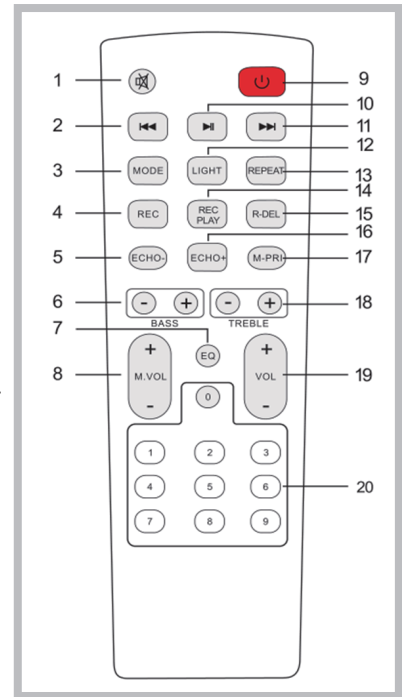 1
9
10
2
11
12
3 MODE LIGHT REPEAT
13
14
4 REC REC PLAY R-DEL
15
16
5 ECHO- ECHO+ M-PRI
17
6 - + - + 18
BASS TREBLE
7
+ EQ +
8 M.VOL VOL 19
- 0 -
1 2 3
4 5 6 20
7 8 9